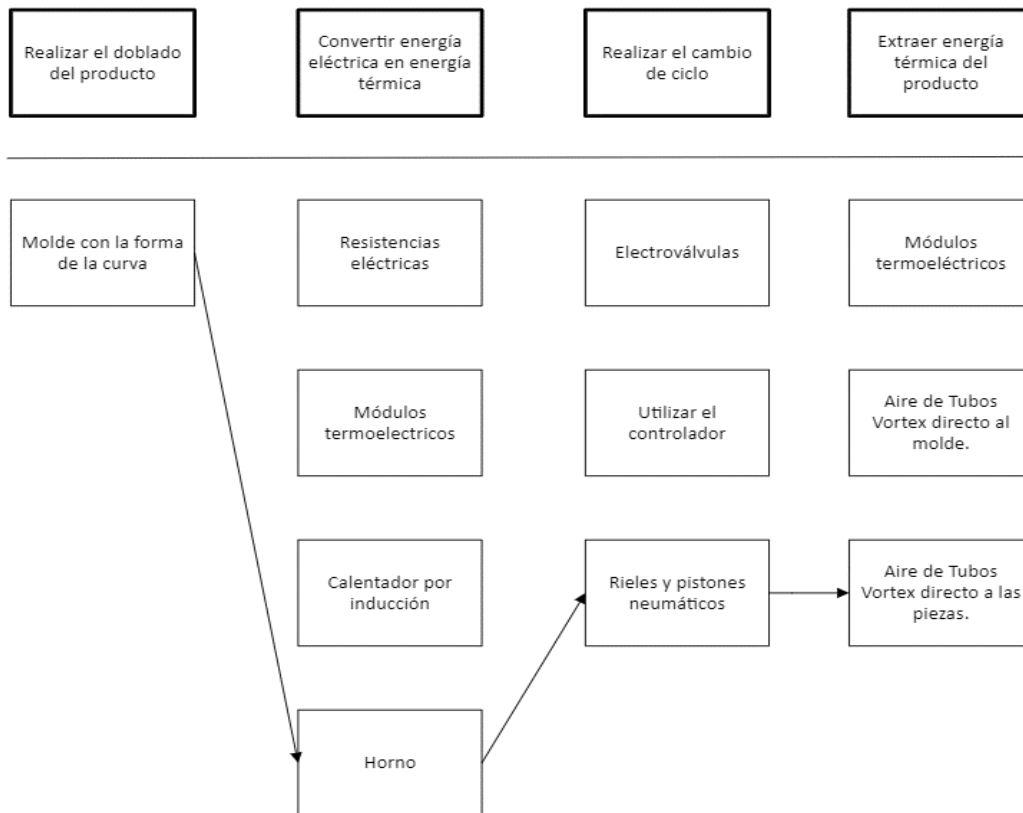 Realizar el doblado
del producto
Convertir energía
eléctrica en energía
térmica
Realizar el cambio
de ciclo
Extraer energía
térmica del
producto
Molde con la forma
de la curva
Resistencias
eléctricas
Electroválvulas
Módulos
termoeléctricos
Módulos
termoelectricos
Utilizar el
controlador
Aire de Tubos
Vortex directo al
molde.
Calentador por
inducción
Rieles y pistones
neumáticos
Aire de Tubos
Vortex directo a las
piezas.
Horno